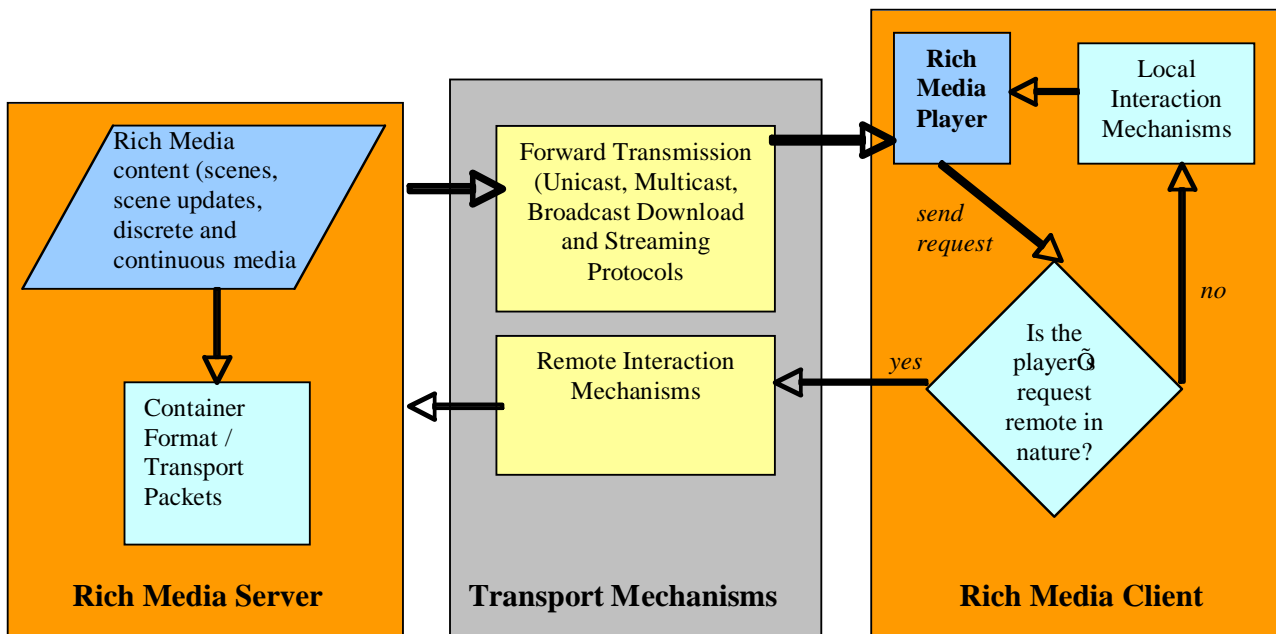 Rich Media
content (scenes,
scene updates,
discrete and
continuous media
Container
Format /
Transport
Packets
Rich Media Server
Forward Transmission
(Unicast, Multicast,
Broadcast Download
and Streaming
Protocols
Remote Interaction
Mechanisms
Transport Mechanisms
Rich
Media
Player
Local
Interaction
Mechanisms
send
request
no
yes
Is the
playerÕs
request
remote in
nature?
Rich Media Client